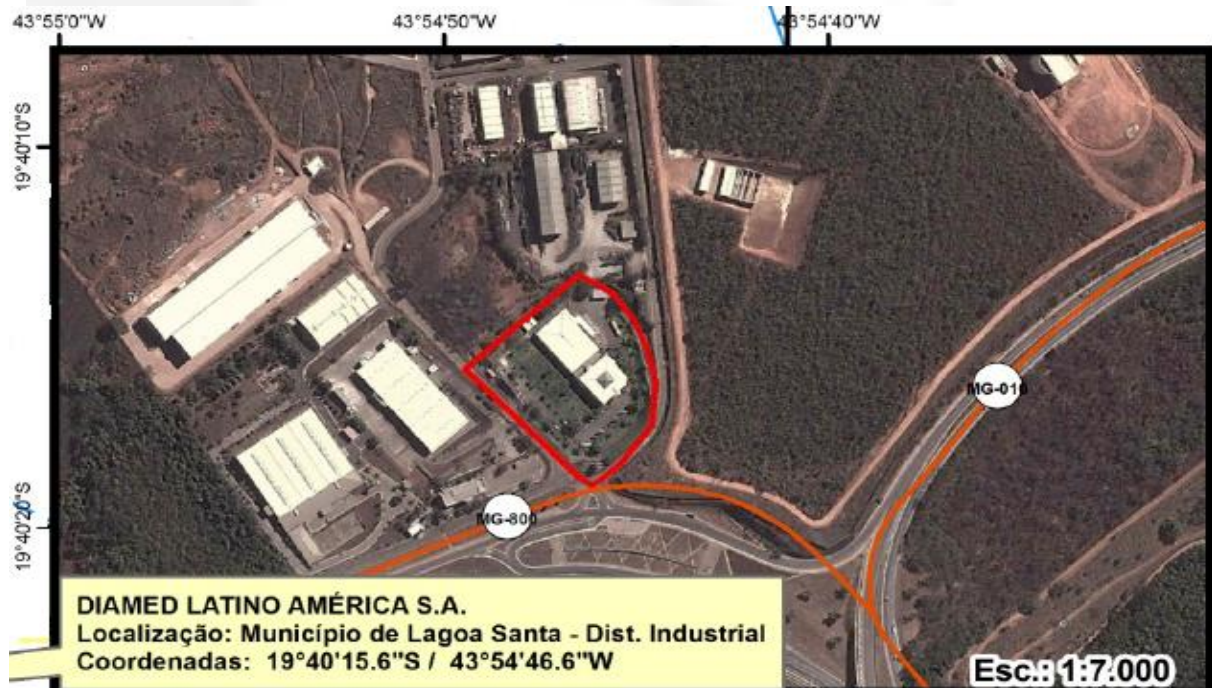 43°55'0"W 43°54'50"W 43°54'40"W
19°40'10"S
MG-010
19°40'20"S
MG-800
DIAMED LATINO AMÉRICA S.A.
Localização: Município de Lagoa Santa - Dist. Industrial
Coordenadas: 19°40'15.6"S / 43°54'46.6"W
Esc.: 1:7.000